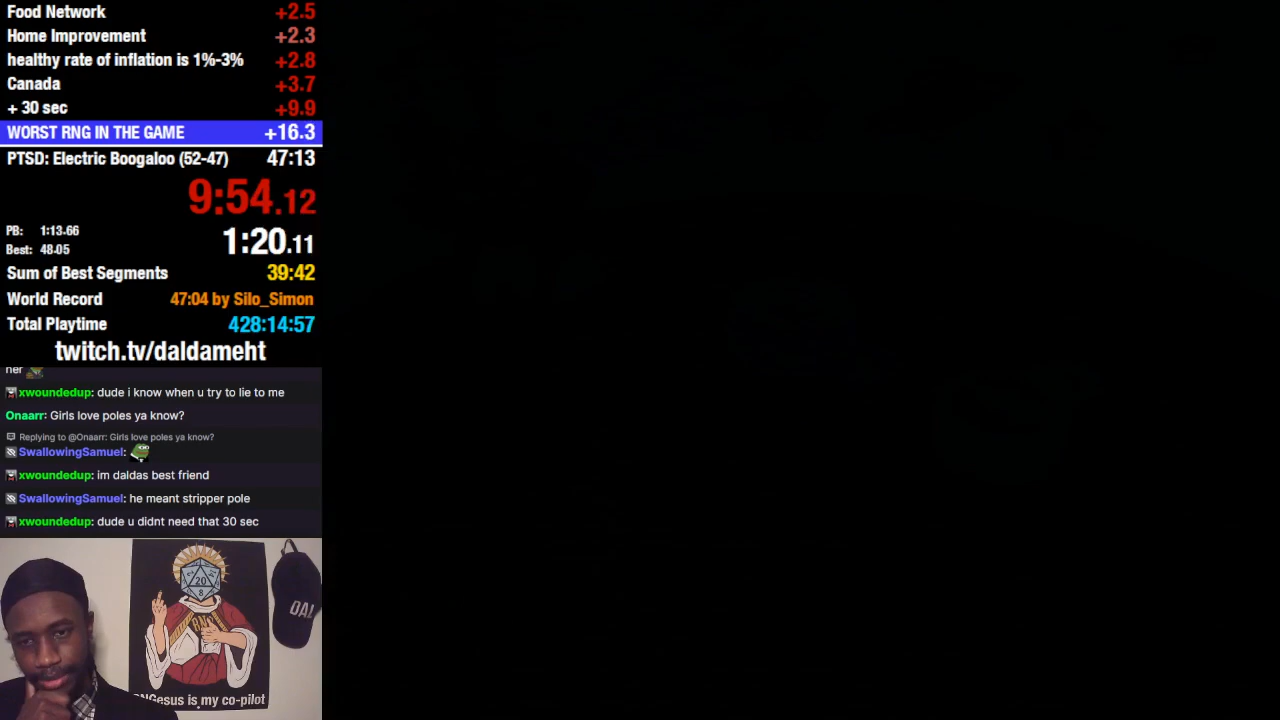 Food Network +2.5
Home Improvement +2.3
healthy rate of inflation is 1%-3% +2.8
Canada +3.7
+ 30 sec +9.9
WORST RNG IN THE GAME +16.3
PTSD: Electric Boogaloo (52-47) 47:13
9:54.12
PB: 1:13.66
1:20.11
Best: 48.05
Sum of Best Segments 39:42
World Record 47:04 by Silo_Simon
Total Playtime 428:14:57
twitch.tv/daldameht
her
xwoundedup: dude i know when u try to lie to me
Onaarr: Girls love poles ya know?
Replying to @Onaarr: Girls love poles ya know?
SwallowingSamuel:
xwoundedup: im daldas best friend
SwallowingSamuel: he meant stripper pole
xwoundedup: dude u didnt need that 30 sec
20
8
DAL
RNGesus is my co-pilot